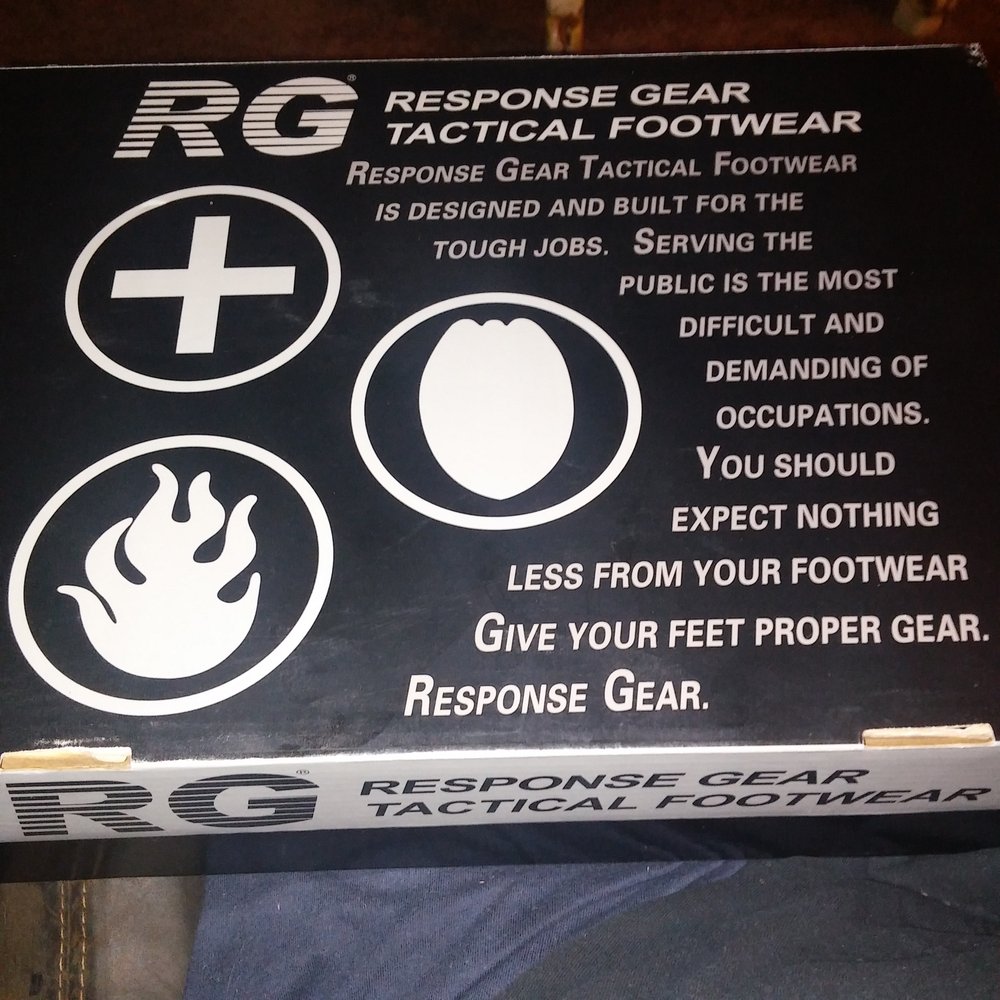 RG® RESPONSE GEAR
TACTICAL FOOTWEAR
RESPONSE GEAR TACTICAL FOOTWEAR
IS DESIGNED AND BUILT FOR THE
TOUGH JOBS. SERVING THE
PUBLIC IS THE MOST
DIFFICULT AND
DEMANDING OF
OCCUPATIONS.
YOU SHOULD
EXPECT NOTHING
LESS FROM YOUR FOOTWEAR
GIVE YOUR FEET PROPER GEAR.
RESPONSE GEAR.
RG® RESPONSE GEAR
TACTICAL FOOTWEAR